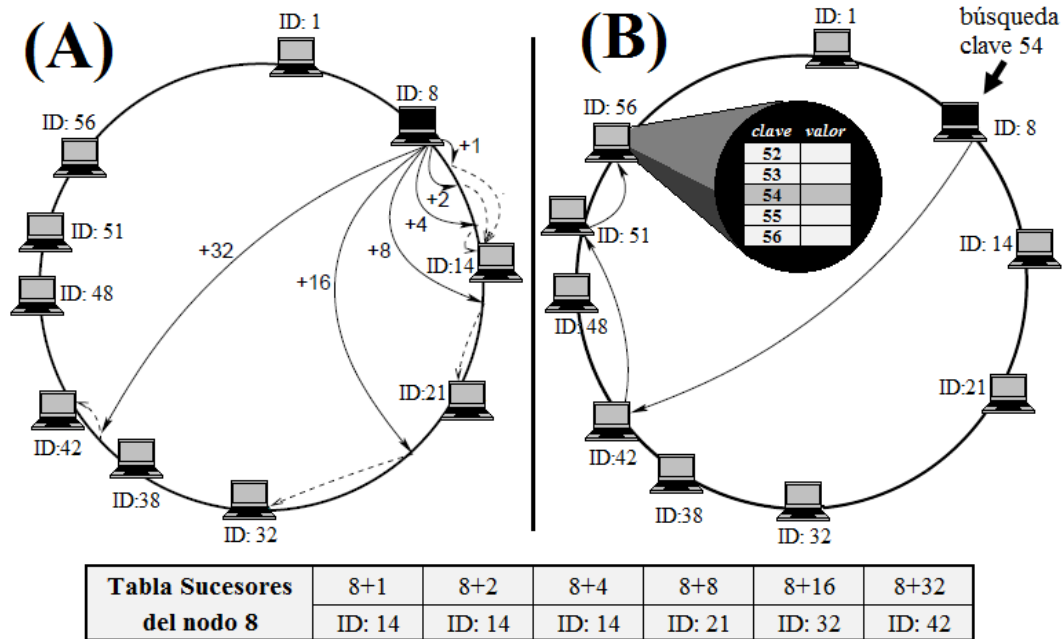 (A)
ID: 1
ID: 8
ID: 56
+1
+2
+4
+8
+16
+32
ID: 51
ID:14
ID: 48
ID:21
ID:42
ID:38
ID: 32
(B)
búsqueda
clave 54
ID: 1
ID: 56
ID: 8
clave valor
52
53
54
55
56
ID: 51
ID: 14
ID: 48
ID:21
ID:42
ID:38
ID: 32
Tabla Sucesores 8+1 8+2 8+4 8+8 8+16 8+32
del nodo 8 ID: 14 ID: 14 ID: 14 ID: 21 ID: 32 ID: 42